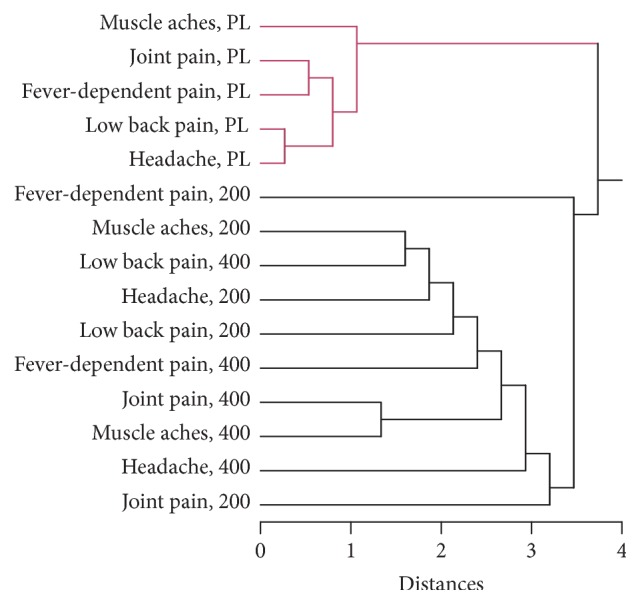 Muscle aches, PL
Joint pain, PL
Fever-dependent pain, PL
Low back pain, PL
Headache, PL
Fever-dependent pain, 200
Muscle aches, 200
Low back pain, 400
Headache, 200
Low back pain, 200
Fever-dependent pain, 400
Joint pain, 400
Muscle aches, 400
Headache, 400
Joint pain, 200
0 1 2 3 4
Distances